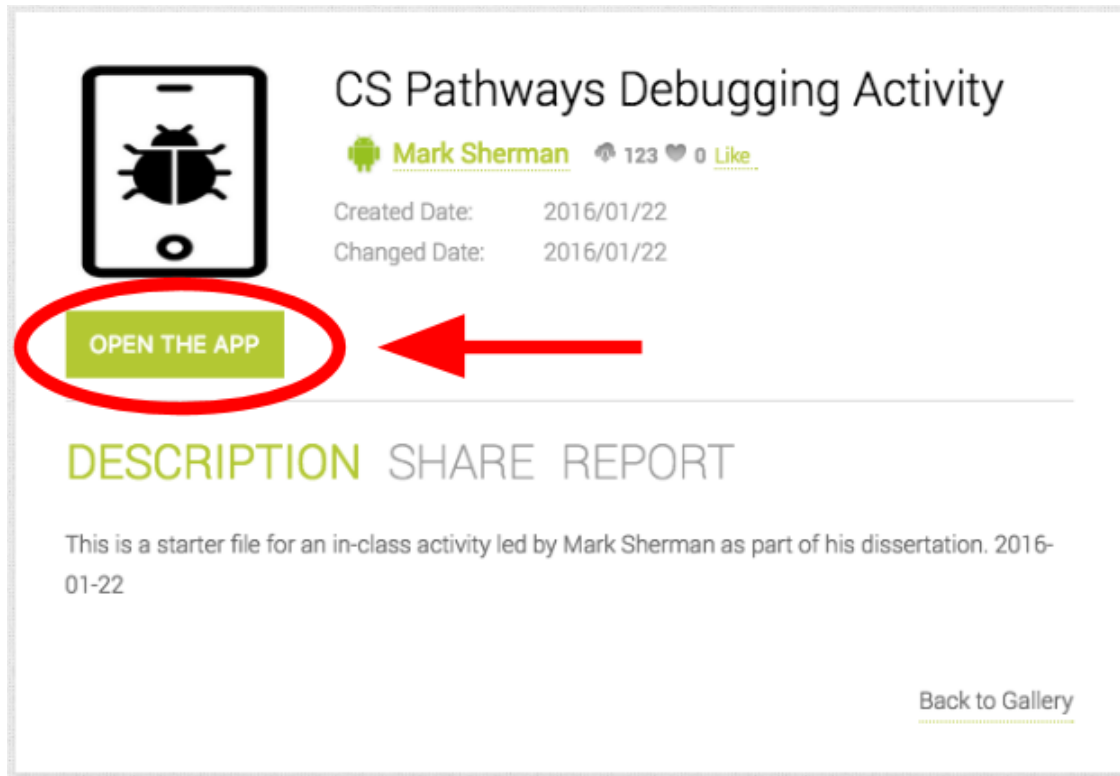 CS Pathways Debugging Activity
Mark Sherman 123 0 Like
Created Date: 2016/01/22
Changed Date: 2016/01/22
OPEN THE APP
DESCRIPTION SHARE REPORT
This is a starter file for an in-class activity led by Mark Sherman as part of his dissertation. 2016-
01-22
Back to Gallery